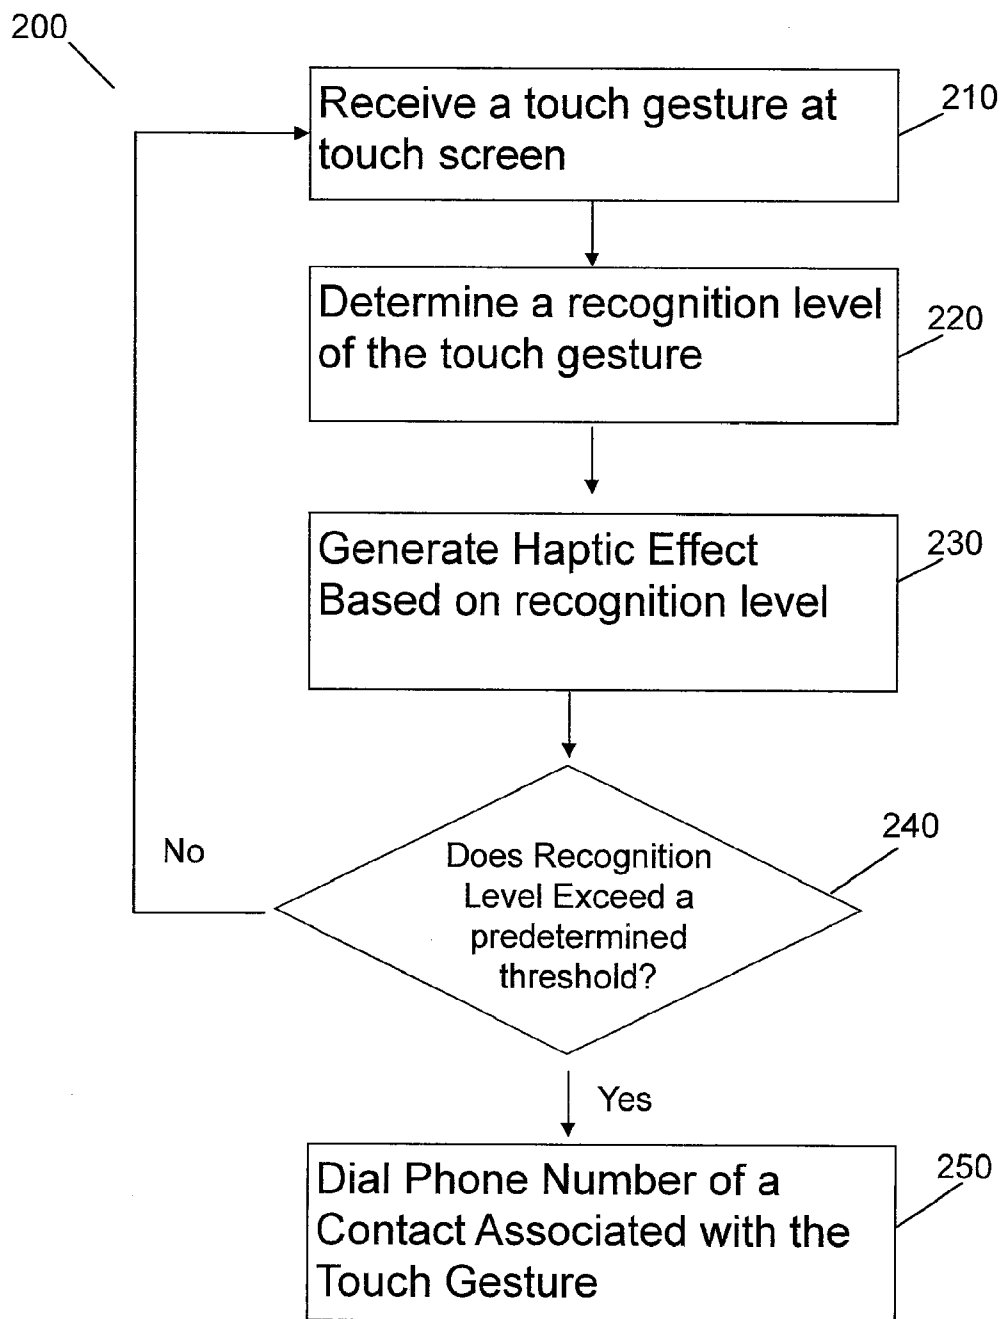 200
Receive a touch gesture at
touch screen
210
Determine a recognition level
of the touch gesture
220
Generate Haptic Effect
Based on recognition level
230
Does Recognition
Level Exceed a
predetermined
threshold?
240
No
Yes
Dial Phone Number of a
Contact Associated with the
Touch Gesture
250